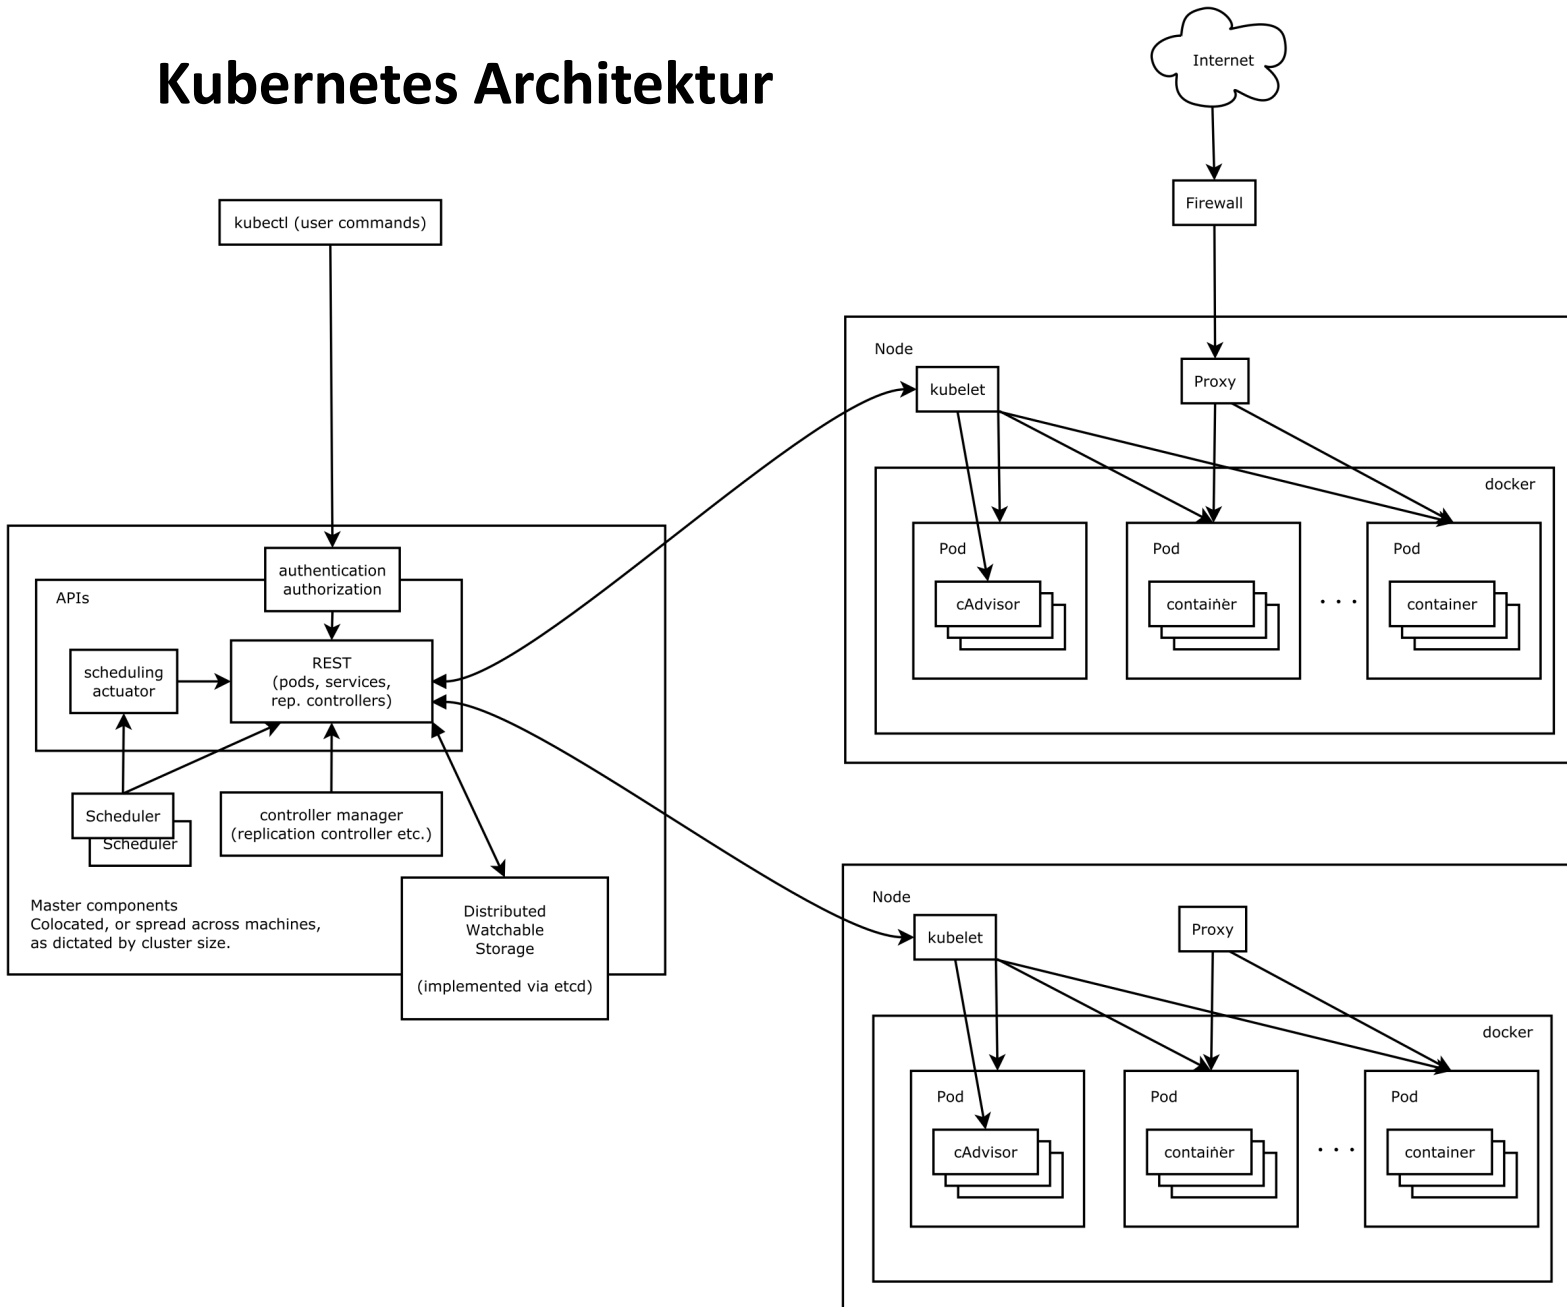 Kubernetes Architektur
Internet
Firewall
kubectl (user commands)
authentication
authorization
APIs
scheduling
actuator
REST
(pods, services,
rep. controllers)
Scheduler
Scheduler
controller manager
(replication controller etc.)
Master components
Colocated, or spread across machines,
as dictated by cluster size.
Distributed
Watchable
Storage
(implemented via etcd)
Node
kubelet
Proxy
docker
Pod
cAdvisor
Pod
container
. . .
Pod
container
Node
kubelet
Proxy
docker
Pod
cAdvisor
Pod
container
. . .
Pod
container